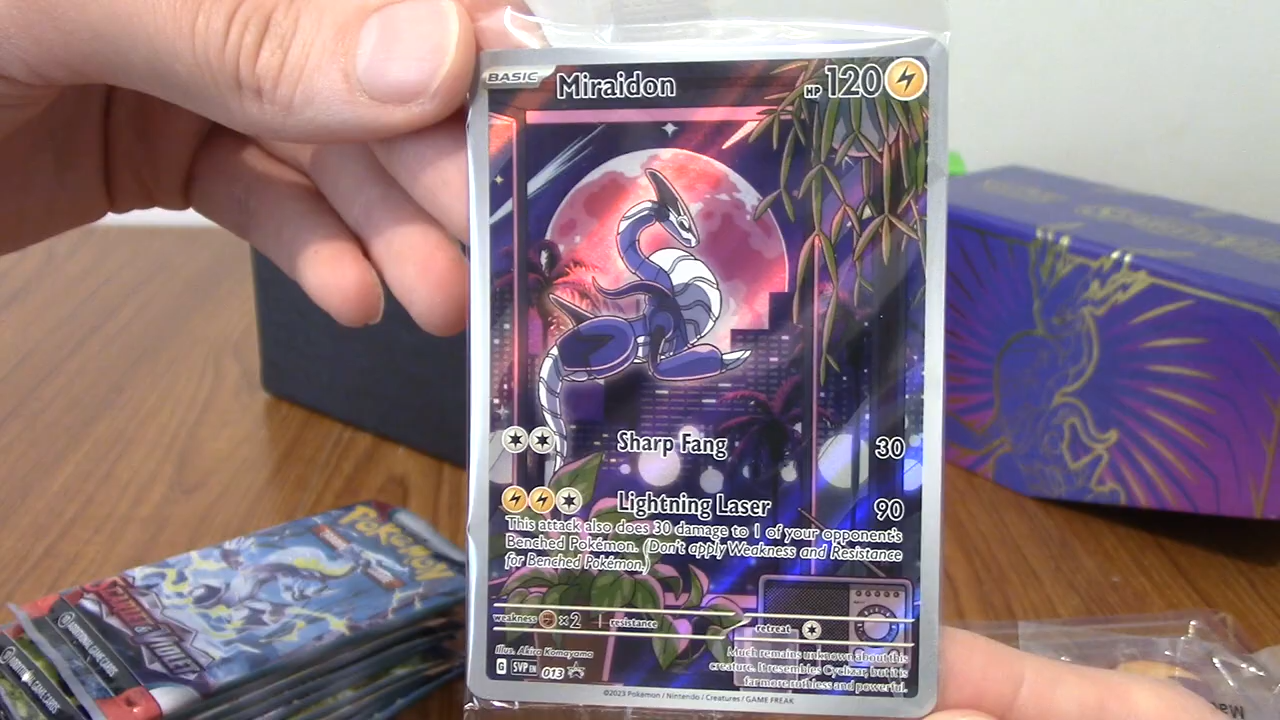 BASIC Miraidon HP 120
Sharp Fang 30
Lightning Laser 90
This attack also does 30 damage to 1 of your opponent's
Benched Pokémon. (Don't apply Weakness and Resistance
for Benched Pokémon.)
weakness ×2 resistance
retreat
Illus. Akira Komayama
Much remains unknown about this
creature. It resembles Cyclizar, but it is
far more ruthless and powerful.
G SVP EN 013
©2023 Pokémon / Nintendo / Creatures / GAME FREAK
POKÉMON
SCARLET & VIOLET